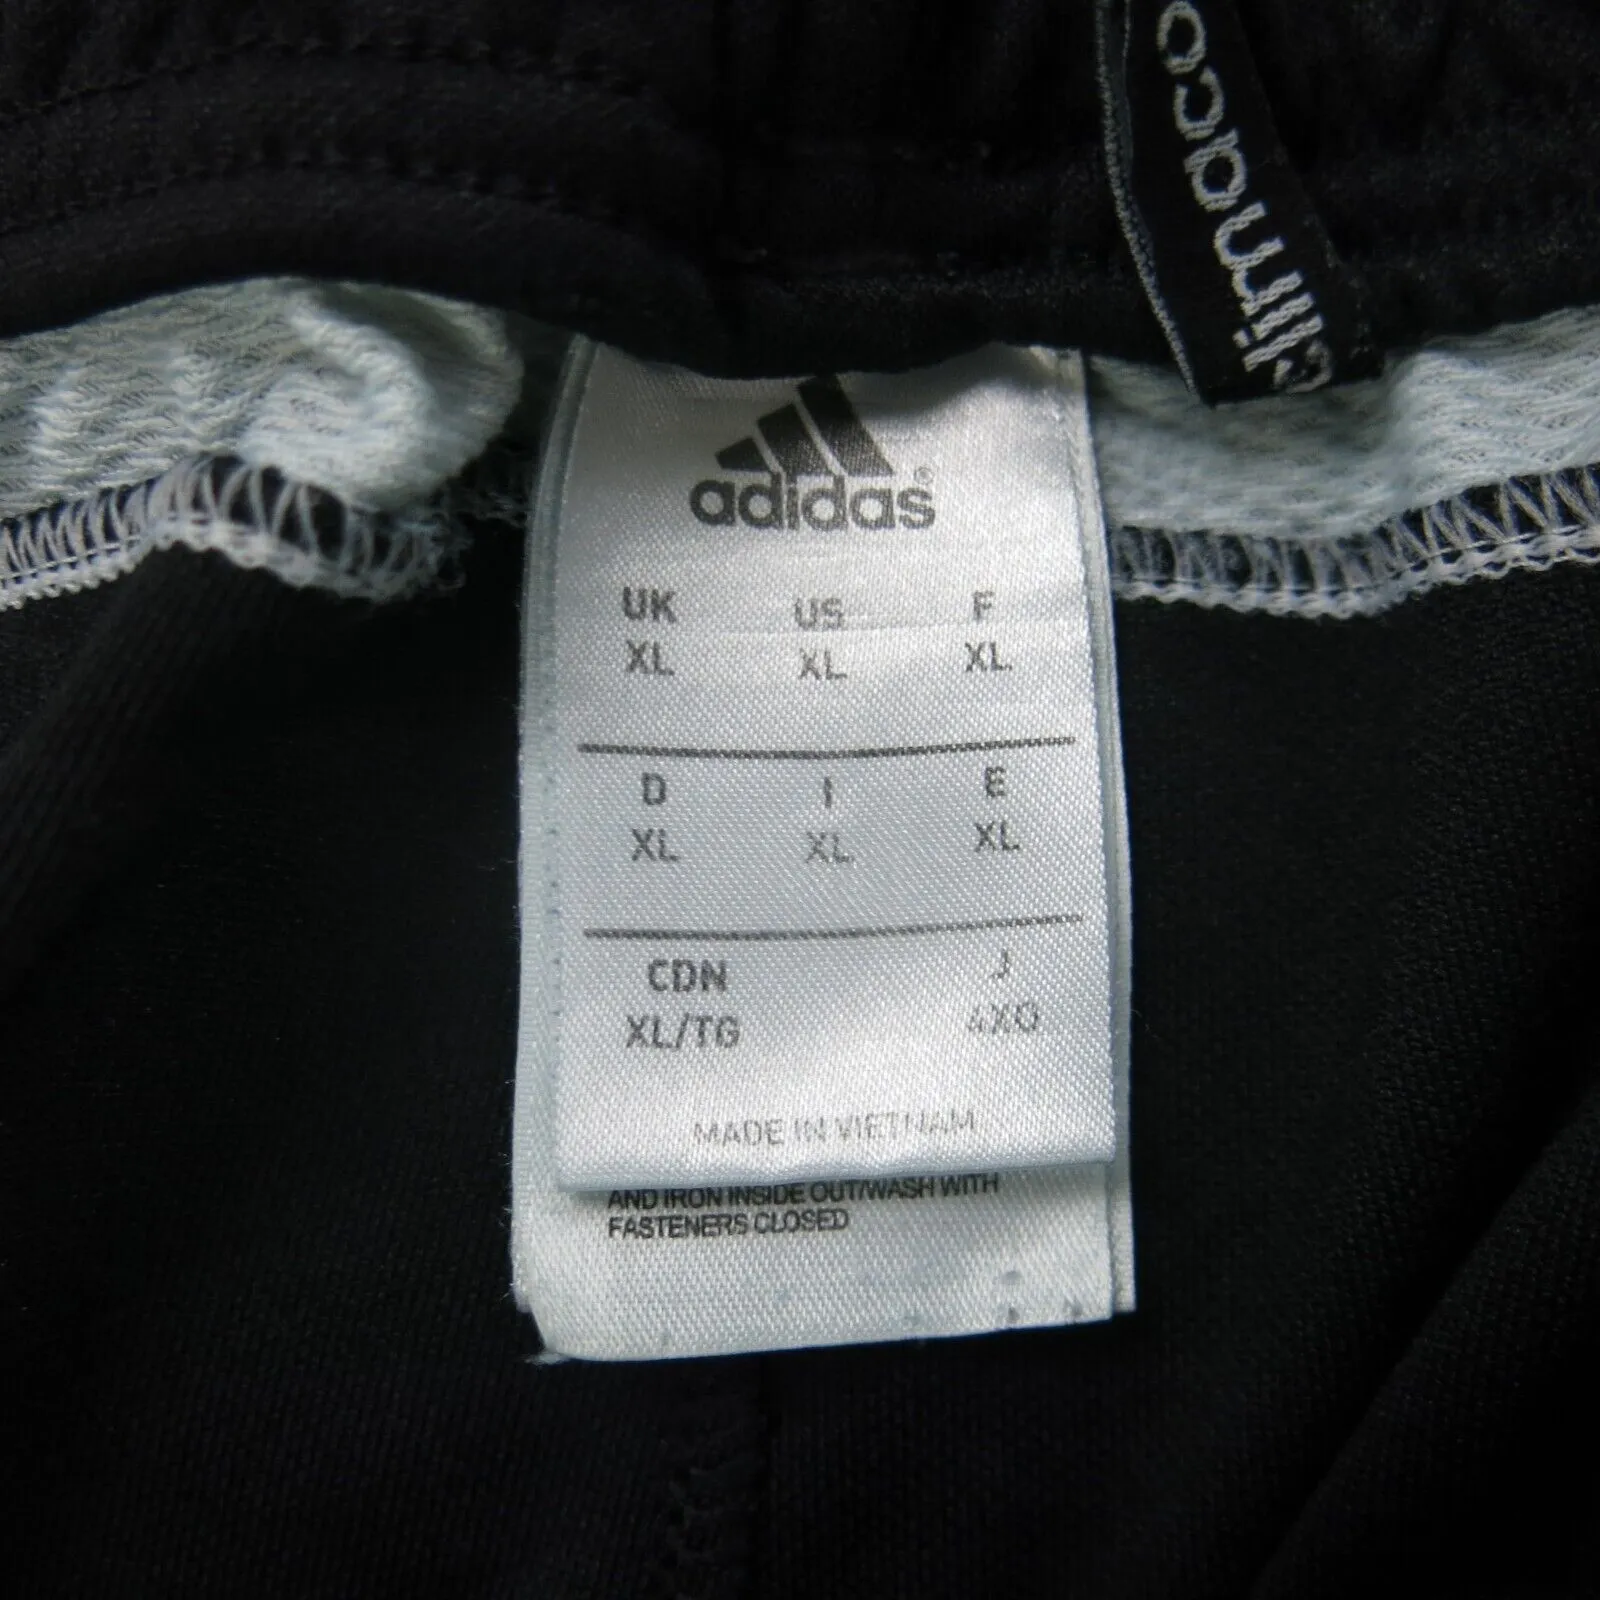 climaco
adidas®
UK US F
XL XL XL
D I E
XL XL XL
CDN J
XL/TG 4XO
MADE IN VIETNAM
AND IRON INSIDE OUT/WASH WITH
FASTENERS CLOSED